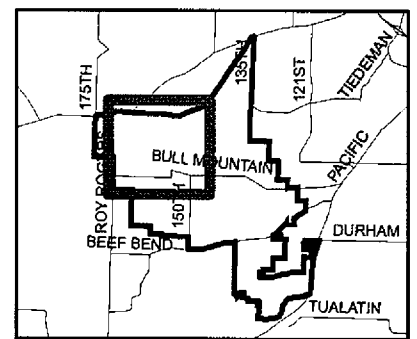 175TH
135TH
121ST
TIEDEMAN
PACIFIC
BULL MOUNTAIN
ROY ROGERS
150TH
BEEF BEND
DURHAM
TUALATIN